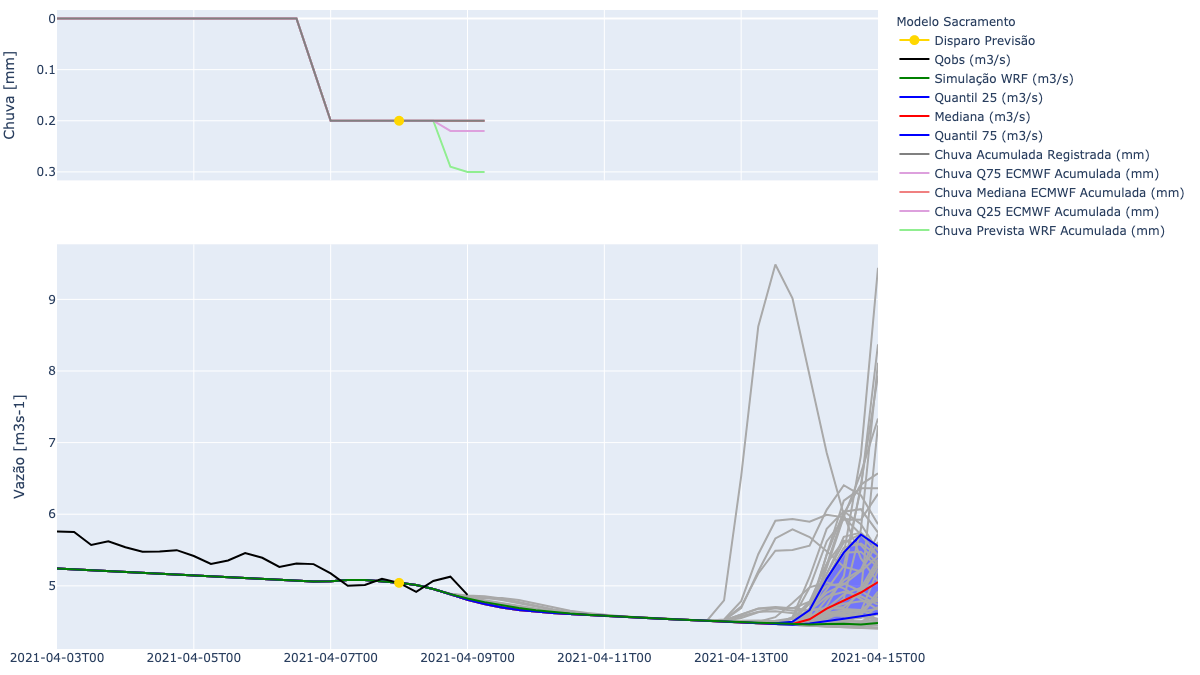 0
0.1
0.2
0.3
Chuva [mm]
Modelo Sacramento
Disparo Previsão
Qobs (m3/s)
Simulação WRF (m3/s)
Quantil 25 (m3/s)
Mediana (m3/s)
Quantil 75 (m3/s)
Chuva Acumulada Registrada (mm)
Chuva Q75 ECMWF Acumulada (mm)
Chuva Mediana ECMWF Acumulada (mm)
Chuva Q25 ECMWF Acumulada (mm)
Chuva Prevista WRF Acumulada (mm)
9
8
7
6
5
Vazão [m3s-1]
2021-04-03T00
2021-04-05T00
2021-04-07T00
2021-04-09T00
2021-04-11T00
2021-04-13T00
2021-04-15T00